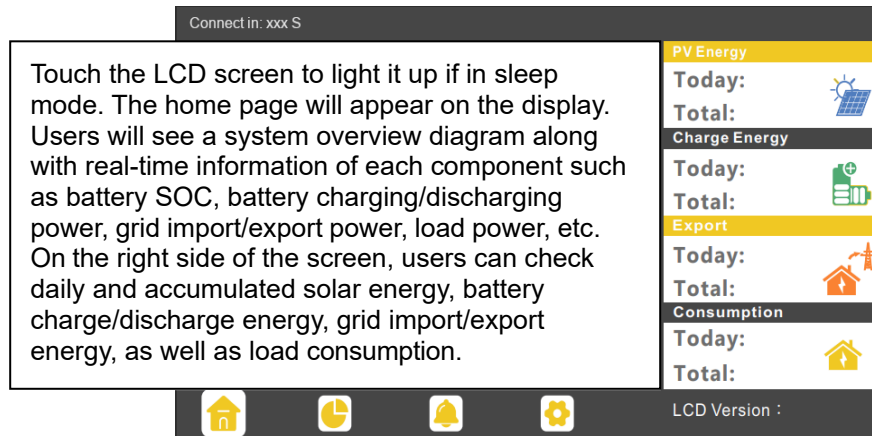 Connect in: xxx S
Touch the LCD screen to light it up if in sleep
mode. The home page will appear on the display.
Users will see a system overview diagram along
with real-time information of each component such
as battery SOC, battery charging/discharging
power, grid import/export power, load power, etc.
On the right side of the screen, users can check
daily and accumulated solar energy, battery
charge/discharge energy, grid import/export
energy, as well as load consumption.
PV Energy
Today:
Total:
Charge Energy
Today:
Total:
Export
Today:
Total:
Consumption
Today:
Total:
LCD Version：